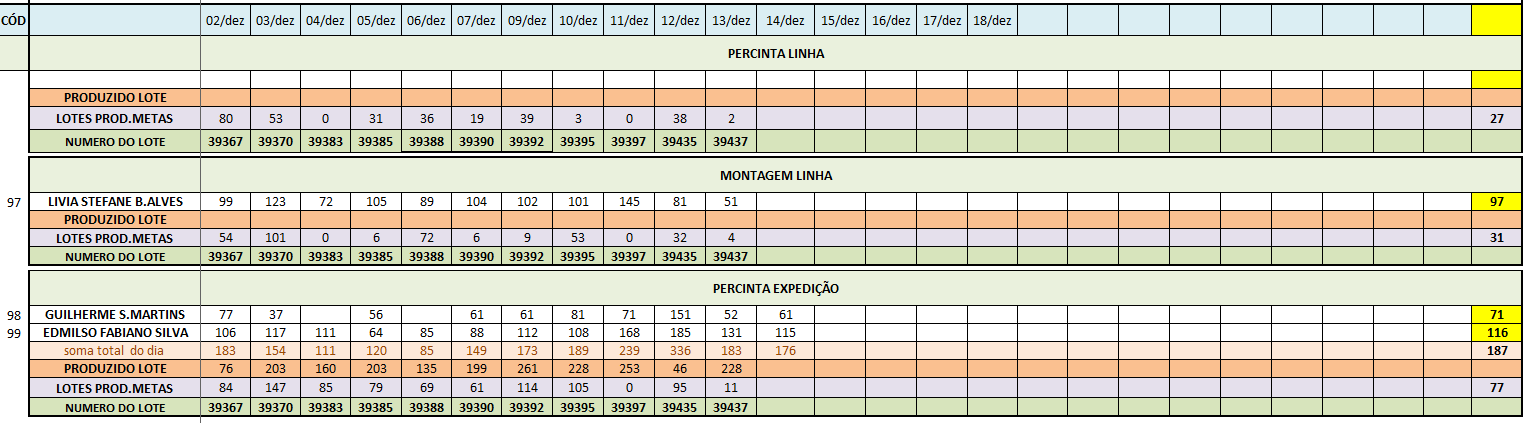 CÓD 02/dez 03/dez 04/dez 05/dez 06/dez 07/dez 09/dez 10/dez 11/dez 12/dez 13/dez 14/dez 15/dez 16/dez 17/dez 18/dez
PERCINTA LINHA
PRODUZIDO LOTE
LOTES PROD.METAS 80 53 0 31 36 19 39 3 0 38 2 27
NUMERO DO LOTE 39367 39370 39383 39385 39388 39390 39392 39395 39397 39435 39437
MONTAGEM LINHA
97 LIVIA STEFANE B.ALVES 99 123 72 105 89 104 102 101 145 81 51 97
PRODUZIDO LOTE
LOTES PROD.METAS 54 101 0 6 72 6 9 53 0 32 4 31
NUMERO DO LOTE 39367 39370 39383 39385 39388 39390 39392 39395 39397 39435 39437
PERCINTA EXPEDIÇÃO
98 GUILHERME S.MARTINS 77 37 56 61 61 81 71 151 52 61 71
99 EDMILSO FABIANO SILVA 106 117 111 64 85 88 112 108 168 185 131 115 116
soma total do dia 183 154 111 120 85 149 173 189 239 336 183 176 187
PRODUZIDO LOTE 76 203 160 203 135 199 261 228 253 46 228
LOTES PROD.METAS 84 147 85 79 69 61 114 105 0 95 11 77
NUMERO DO LOTE 39367 39370 39383 39385 39388 39390 39392 39395 39397 39435 39437